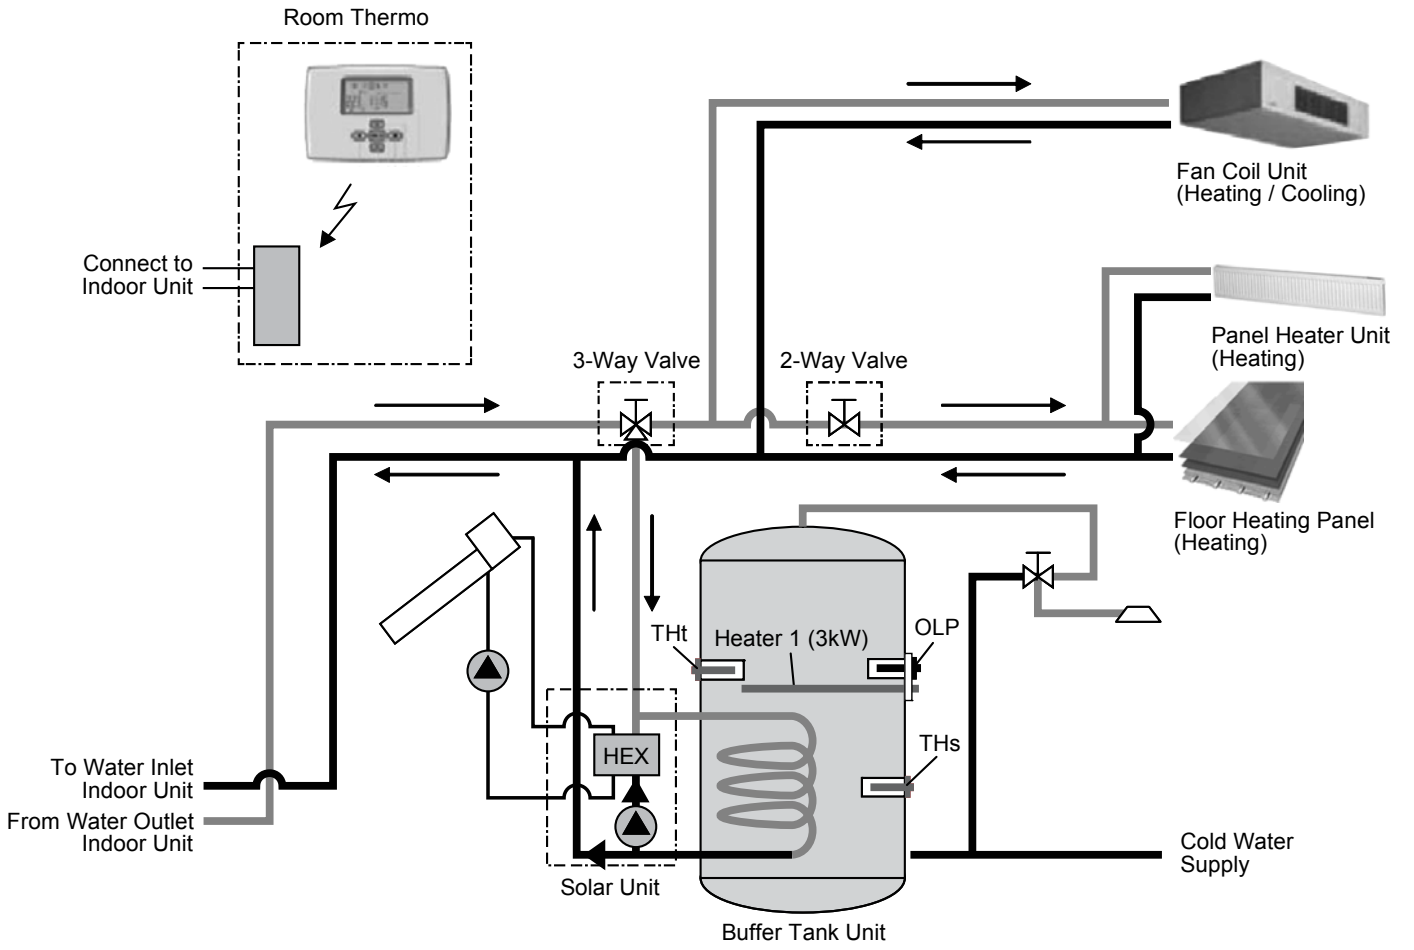 Room Thermo
Connect to
Indoor Unit
Fan Coil Unit
(Heating / Cooling)
Panel Heater Unit
(Heating)
3-Way Valve
2-Way Valve
Floor Heating Panel
(Heating)
THt
Heater 1 (3kW)
OLP
HEX
THs
To Water Inlet
Indoor Unit
From Water Outlet
Indoor Unit
Solar Unit
Cold Water
Supply
Buffer Tank Unit